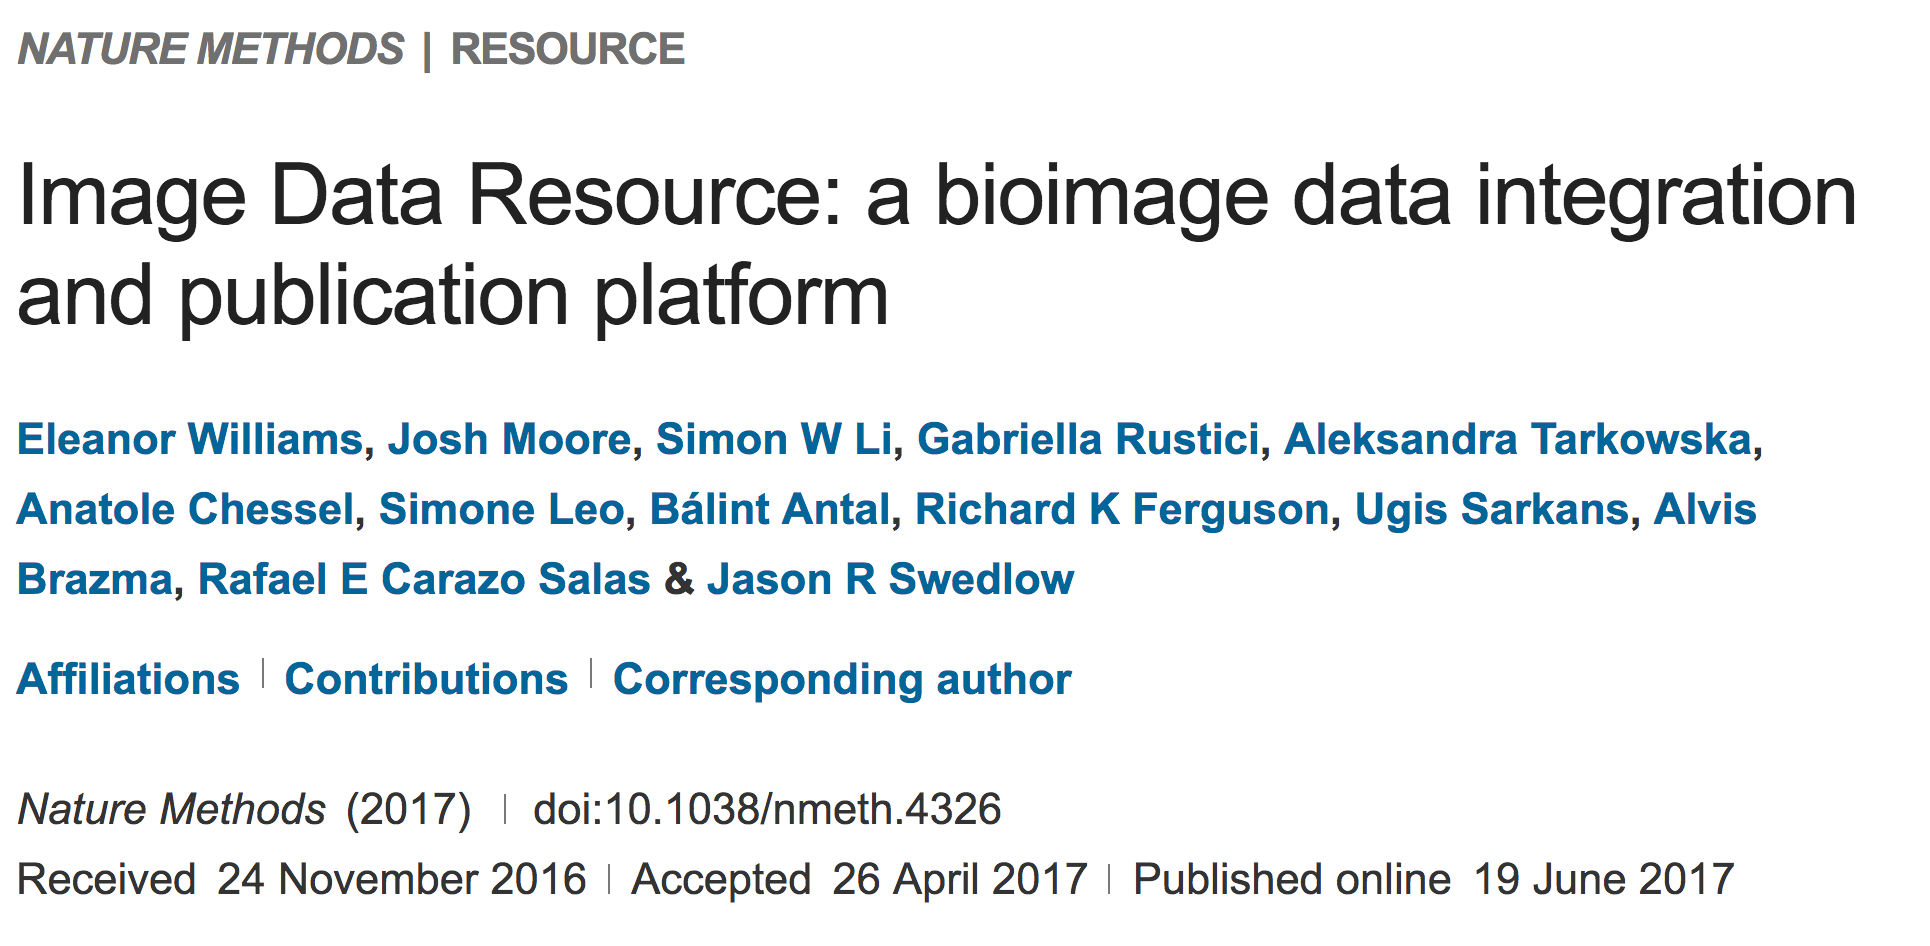 NATURE METHODS | RESOURCE
Image Data Resource: a bioimage data integration
and publication platform
Eleanor Williams, Josh Moore, Simon W Li, Gabriella Rustici, Aleksandra Tarkowska,
Anatole Chessel, Simone Leo, Bálint Antal, Richard K Ferguson, Ugis Sarkans, Alvis
Brazma, Rafael E Carazo Salas & Jason R Swedlow
Affiliations | Contributions | Corresponding author
Nature Methods (2017) | doi:10.1038/nmeth.4326
Received 24 November 2016 | Accepted 26 April 2017 | Published online 19 June 2017